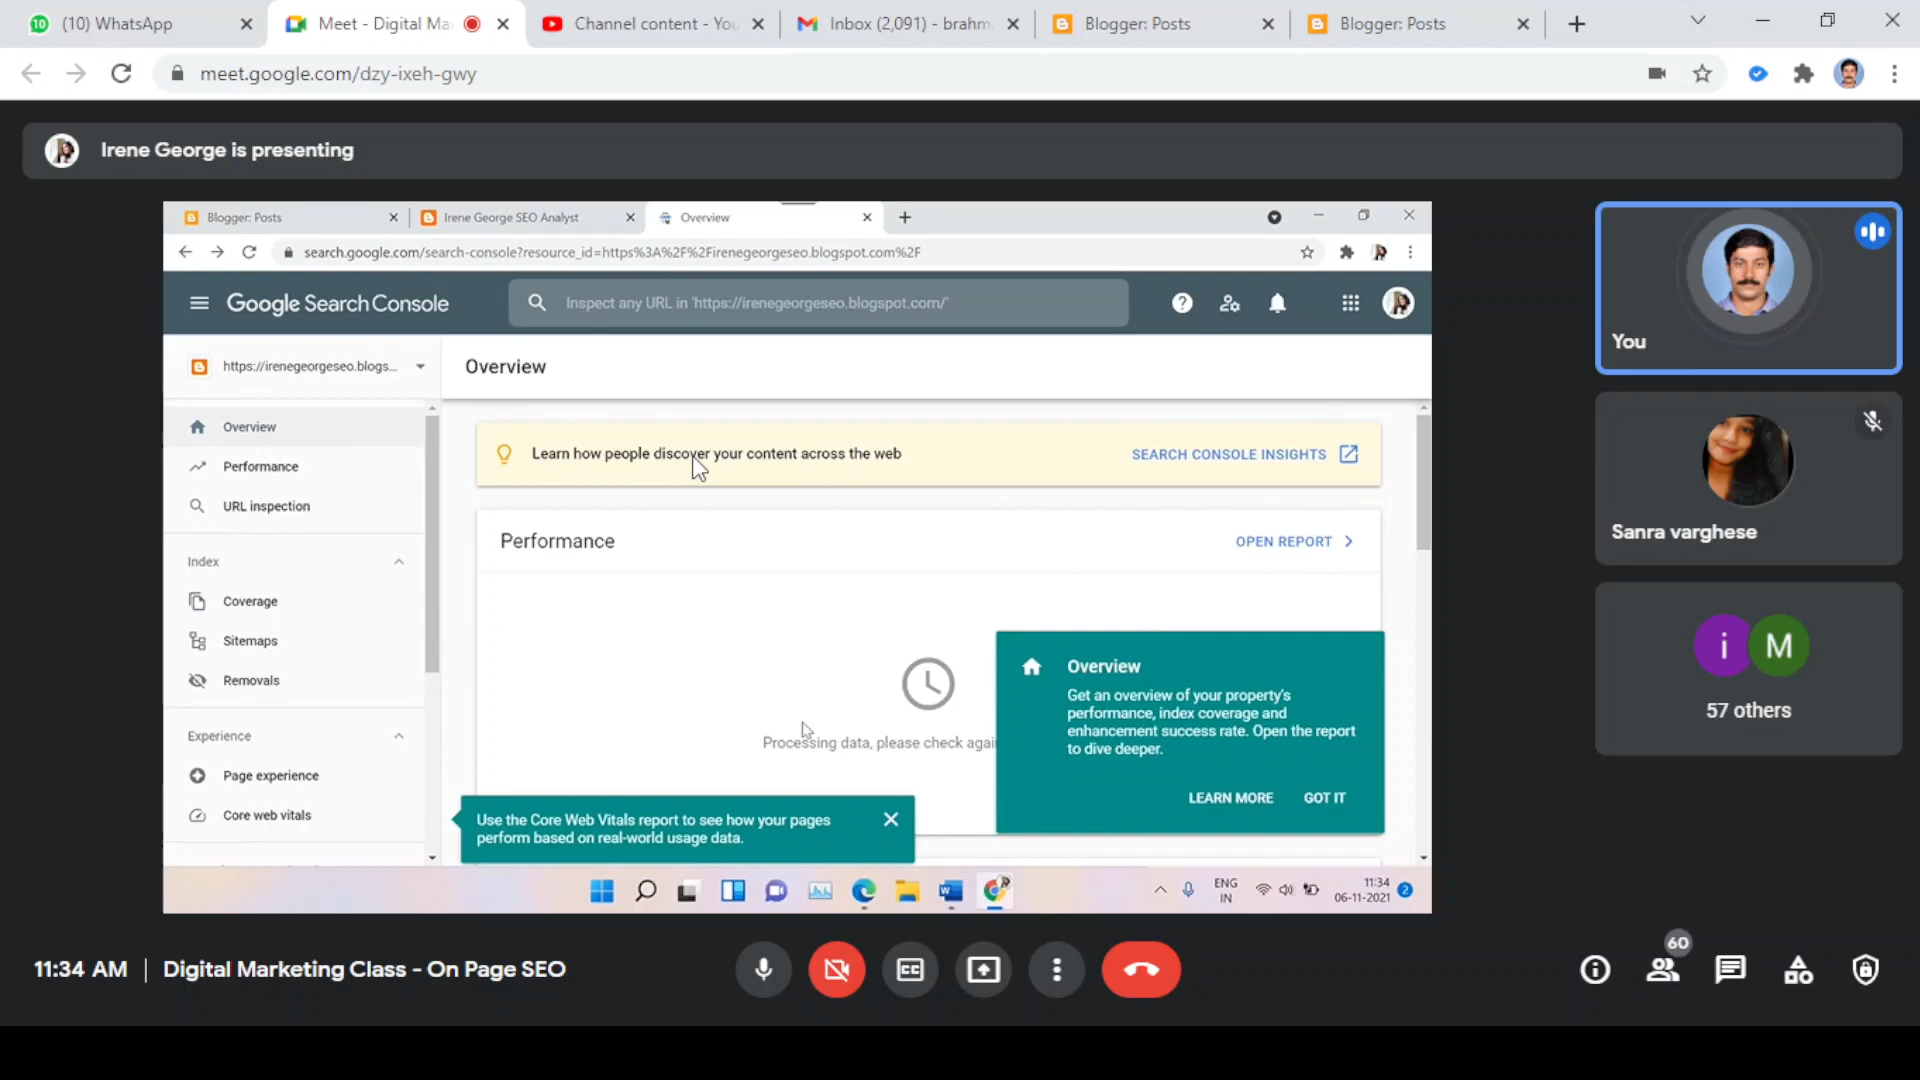 10
(10) WhatsApp
Meet - Digital Ma
Channel content - You
Inbox (2,091) - brahm
Blogger: Posts
Blogger: Posts
meet.google.com/dzy-ixeh-gwy
Irene George is presenting
Blogger: Posts
Irene George SEO Analyst
Overview
search.google.com/search-console?resource_id=https%3A%2F%2Firenegeorgeseo.blogspot.com%2F
Google Search Console
Inspect any URL in 'https://irenegeorgeseo.blogspot.com/'
https://irenegeorgeseo.blogs...
Overview
Overview
Performance
URL inspection
Index
Coverage
Sitemaps
Removals
Experience
Page experience
Core web vitals
Learn how people discover your content across the web
SEARCH CONSOLE INSIGHTS
Performance
OPEN REPORT
Processing data, please check agai
Overview
Get an overview of your property's
performance, index coverage and
enhancement success rate. Open the report
to dive deeper.
LEARN MORE
GOT IT
Use the Core Web Vitals report to see how your pages
perform based on real-world usage data.
ENG
IN
11:34
06-11-2021
2
You
Sanra varghese
i
M
57 others
11:34 AM
Digital Marketing Class - On Page SEO
CC
60